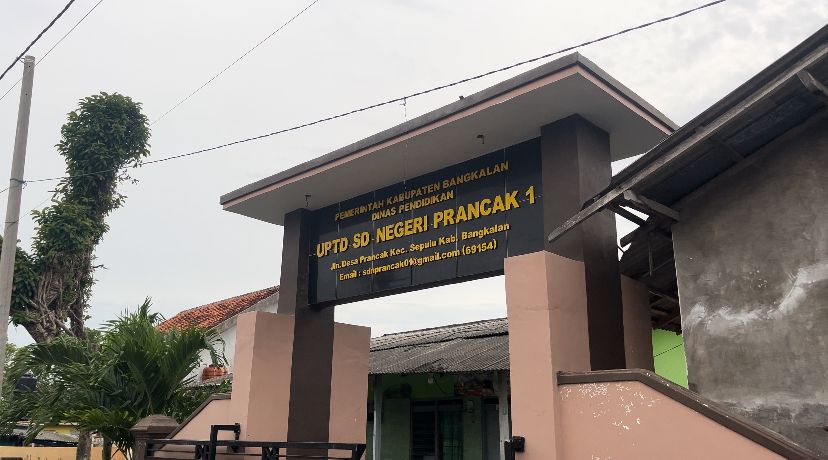 PEMERINTAH KABUPATEN BANGKALAN
DINAS PENDIDIKAN
UPTD SD NEGERI PRANCAK 1
Jln.Desa Prancak Kec. Sepulu Kab. Bangkalan
Email : sdnprancak01@gmail.com (69154)